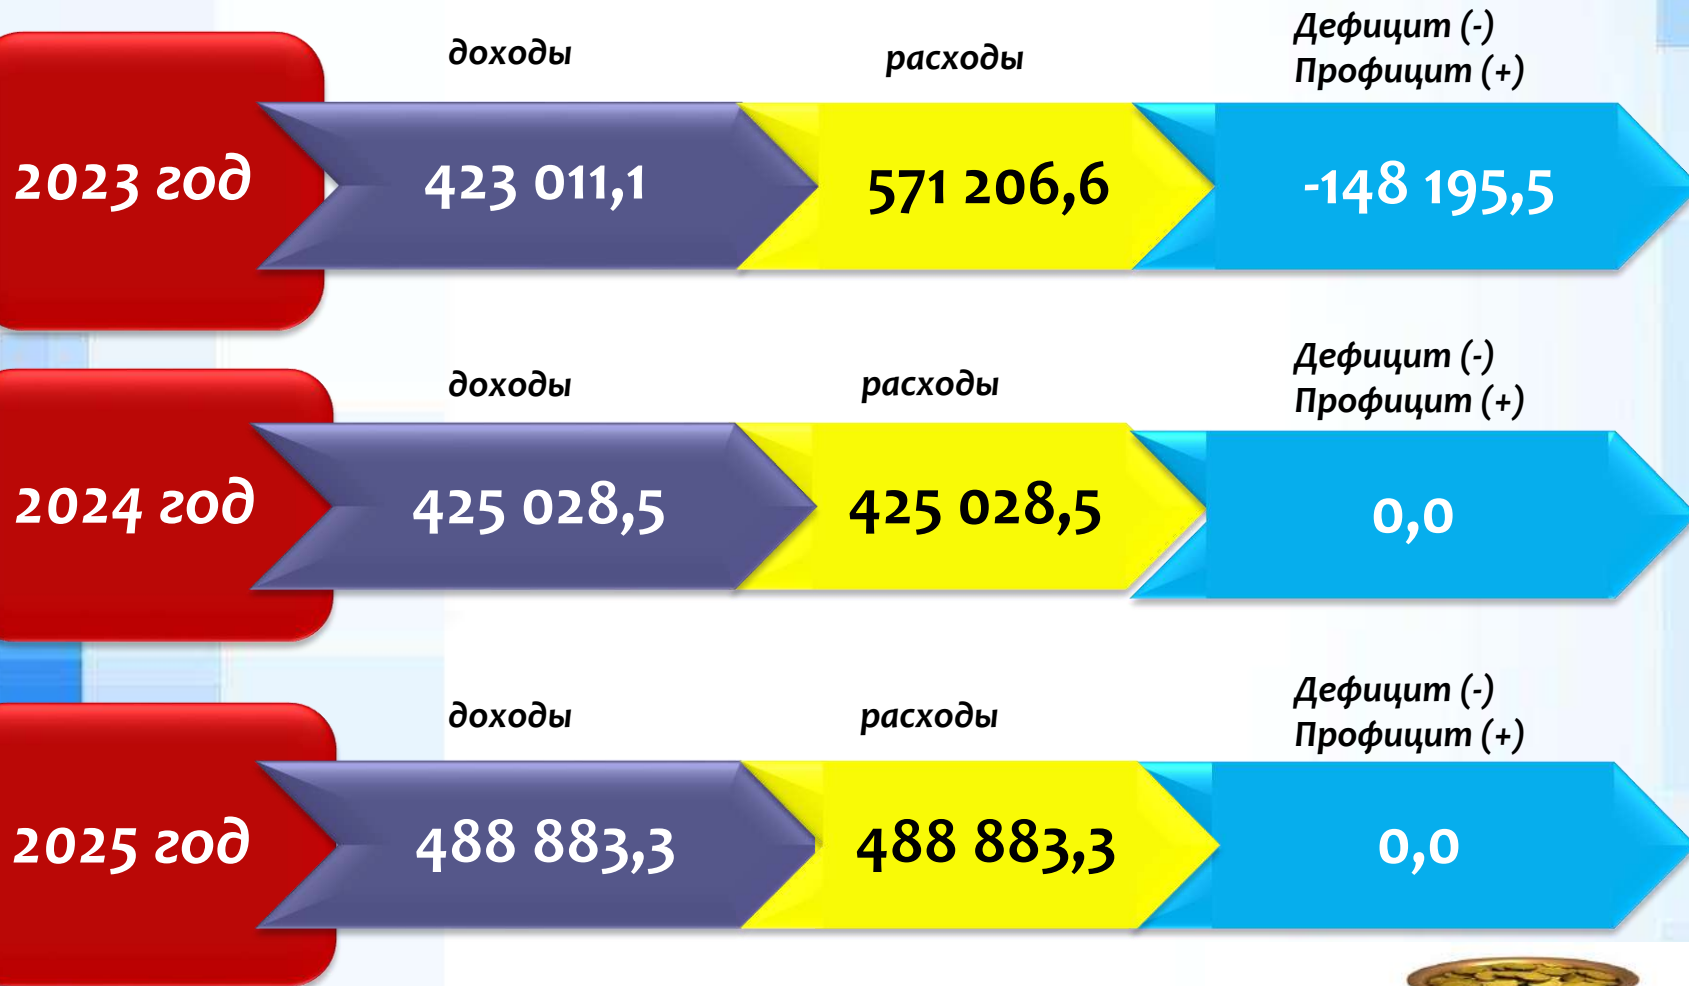 доходы
расходы
Дефицит (-)
Профицит (+)
2023 год
423 011,1
571 206,6
-148 195,5
доходы
расходы
Дефицит (-)
Профицит (+)
2024 год
425 028,5
425 028,5
0,0
доходы
расходы
Дефицит (-)
Профицит (+)
2025 год
488 883,3
488 883,3
0,0